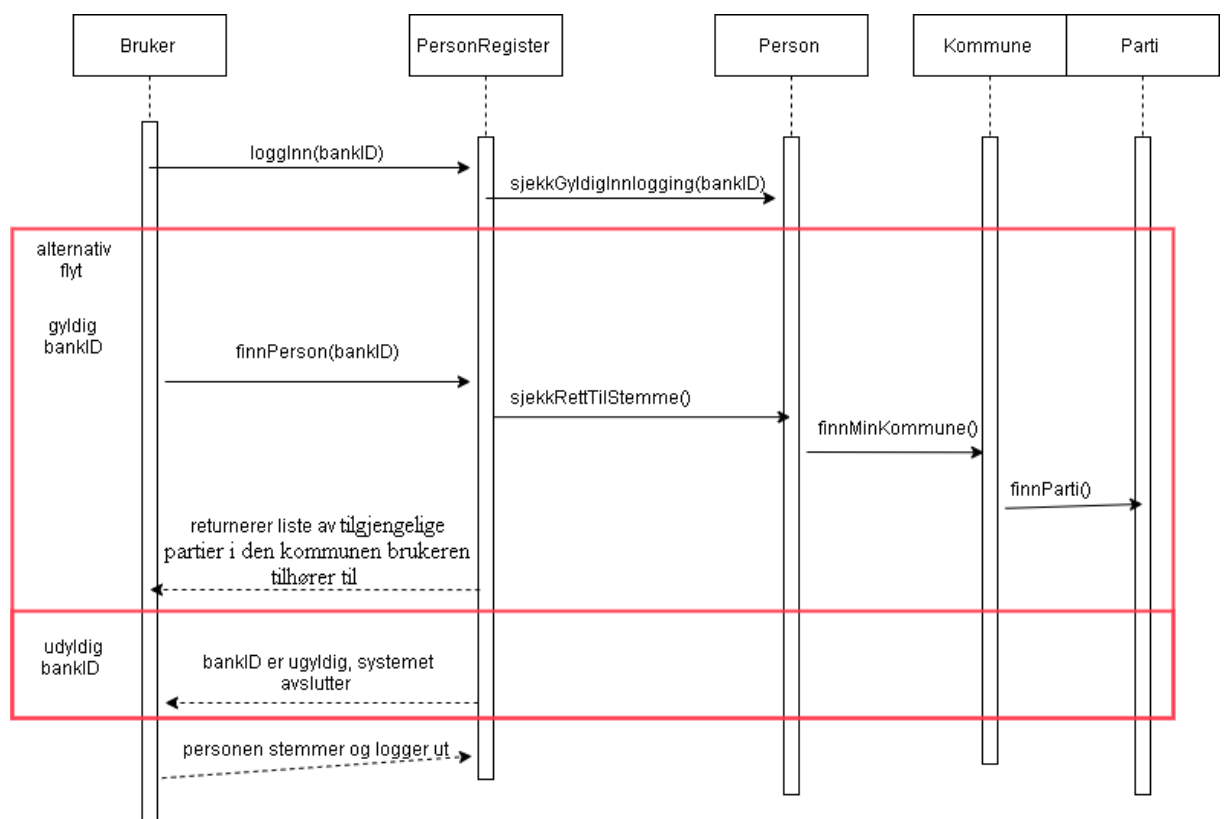 Bruker
PersonRegister
Person
Kommune
Parti
loggInn(bankID)
sjekkGyldigInnlogging(bankID)
alternativ
flyt
gyldig
bankID
finnPerson(bankID)
sjekkRettTilStemme()
finnMinKommune()
finnParti()
returnerer liste av tilgjengelige
partier i den kommunen brukeren
tilhører til
udyldig
bankID
bankID er ugyldig, systemet
avslutter
personen stemmer og logger ut